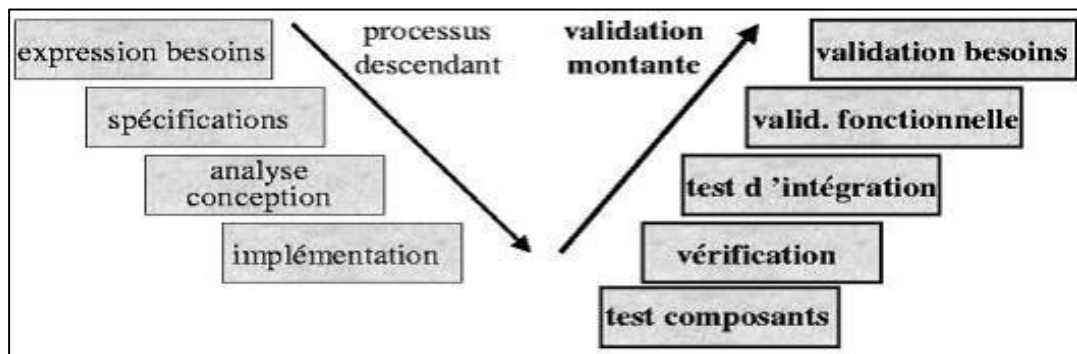 expression besoins
processus
descendant
validation
montante
validation besoins
spécifications
valid. fonctionnelle
analyse
conception
test d 'intégration
implémentation
vérification
test composants